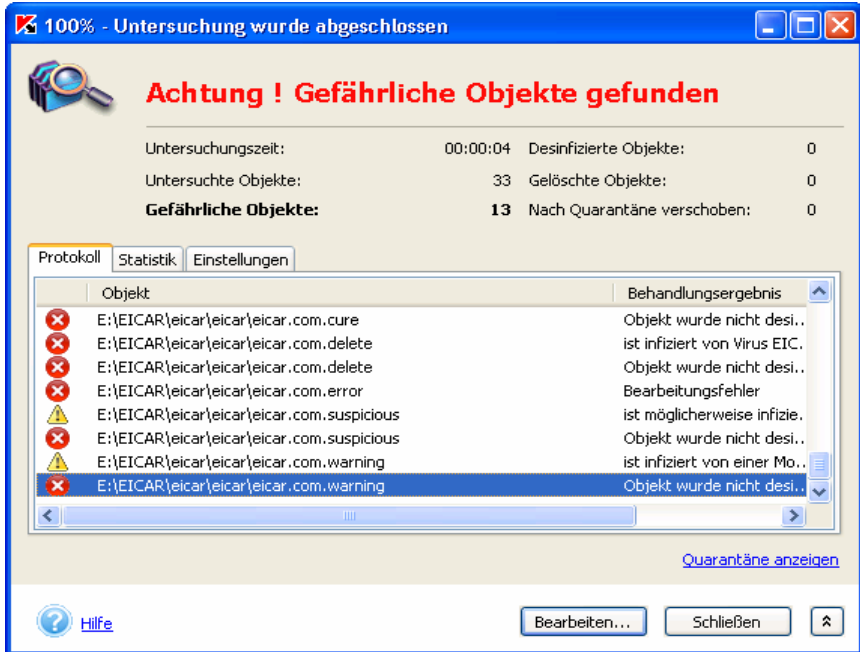 100% - Untersuchung wurde abgeschlossen
Achtung ! Gefährliche Objekte gefunden
Untersuchungszeit: 00:00:04 Desinfizierte Objekte: 0
Untersuchte Objekte: 33 Gelöschte Objekte: 0
Gefährliche Objekte: 13 Nach Quarantäne verschoben: 0
Protokoll Statistik Einstellungen
Objekt Behandlungsergebnis
E:\EICAR\eicar\eicar\eicar.com.cure Objekt wurde nicht desi..
E:\EICAR\eicar\eicar\eicar.com.delete ist infiziert von Virus EIC.
E:\EICAR\eicar\eicar\eicar.com.delete Objekt wurde nicht desi..
E:\EICAR\eicar\eicar\eicar.com.error Bearbeitungsfehler
E:\EICAR\eicar\eicar\eicar.com.suspicious ist möglicherweise infizie.
E:\EICAR\eicar\eicar\eicar.com.suspicious Objekt wurde nicht desi..
E:\EICAR\eicar\eicar\eicar.com.warning ist infiziert von einer Mo..
E:\EICAR\eicar\eicar\eicar.com.warning Objekt wurde nicht desi..
Quarantäne anzeigen
Hilfe Bearbeiten... Schließen